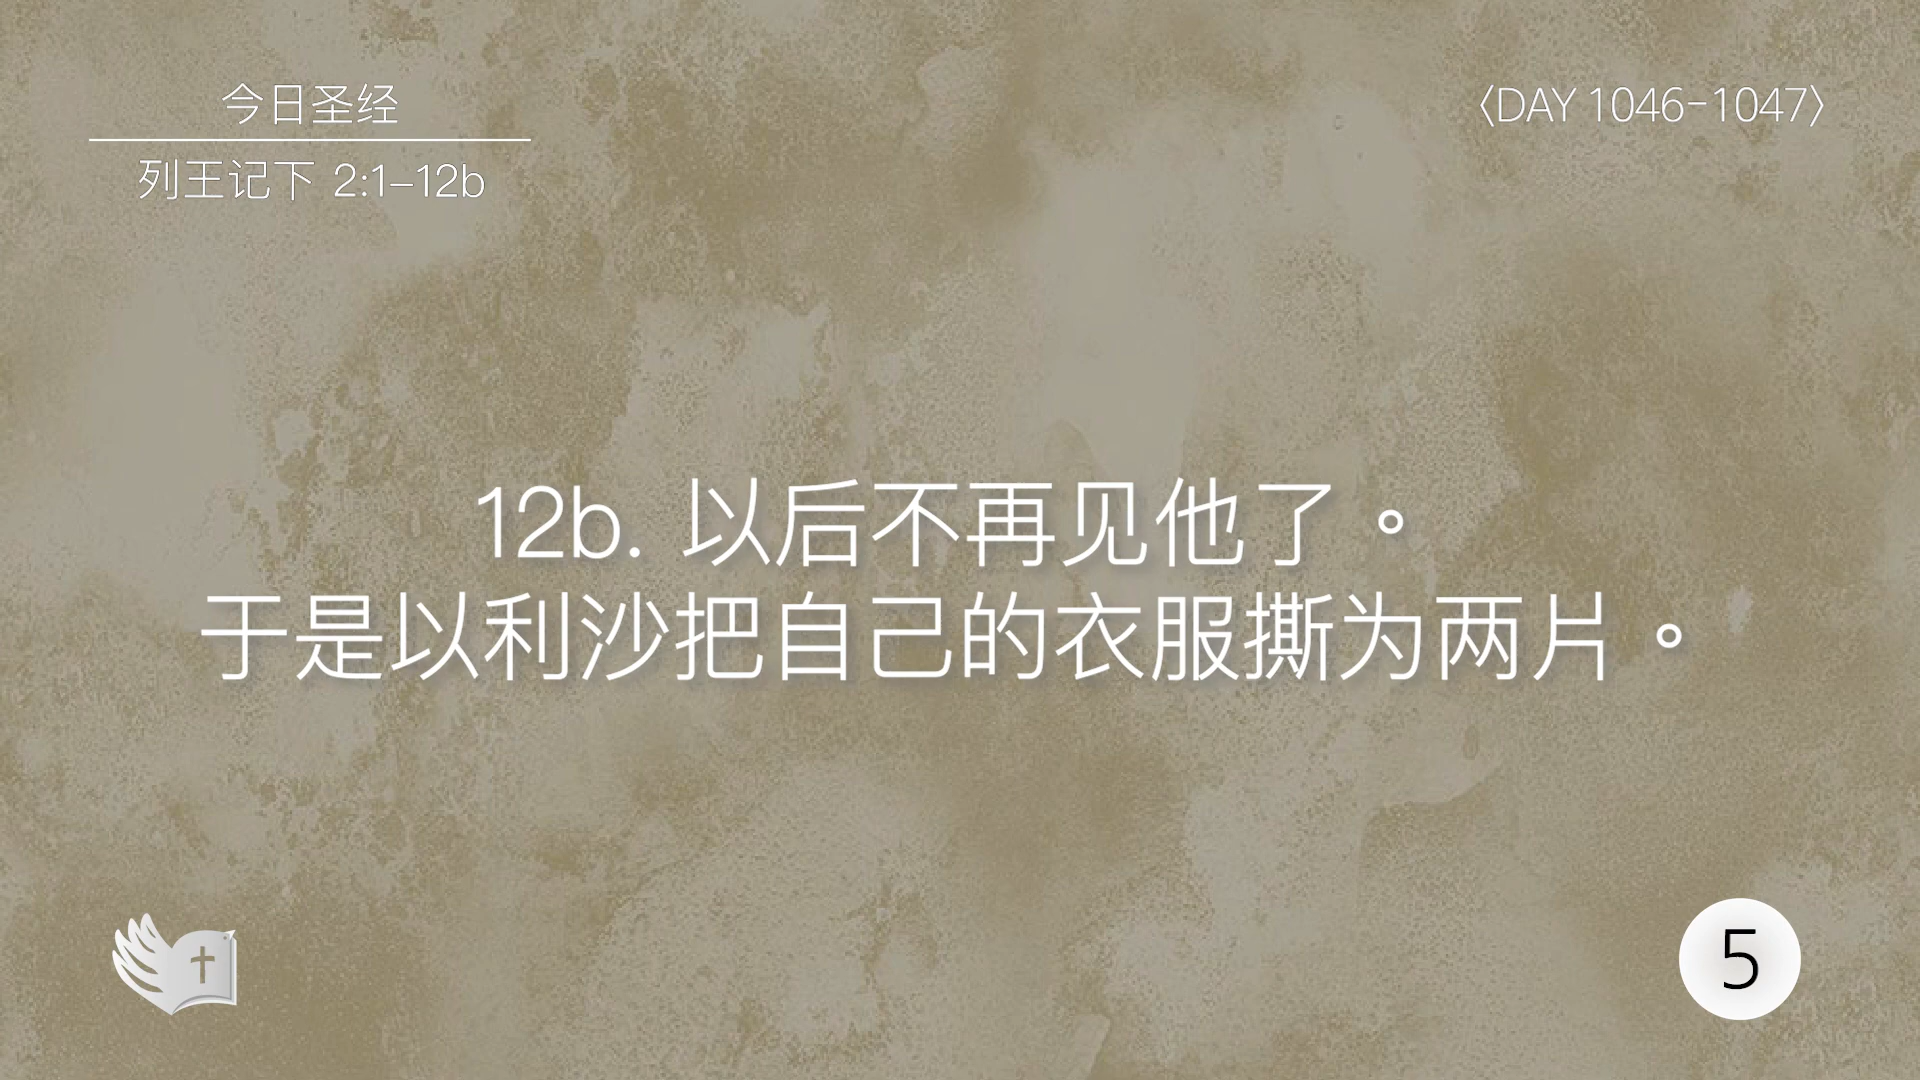 今日圣经
列王记下 2:1-12b
〈DAY 1046-1047〉
12b. 以后不再见他了。
于是以利沙把自己的衣服撕为两片。
5